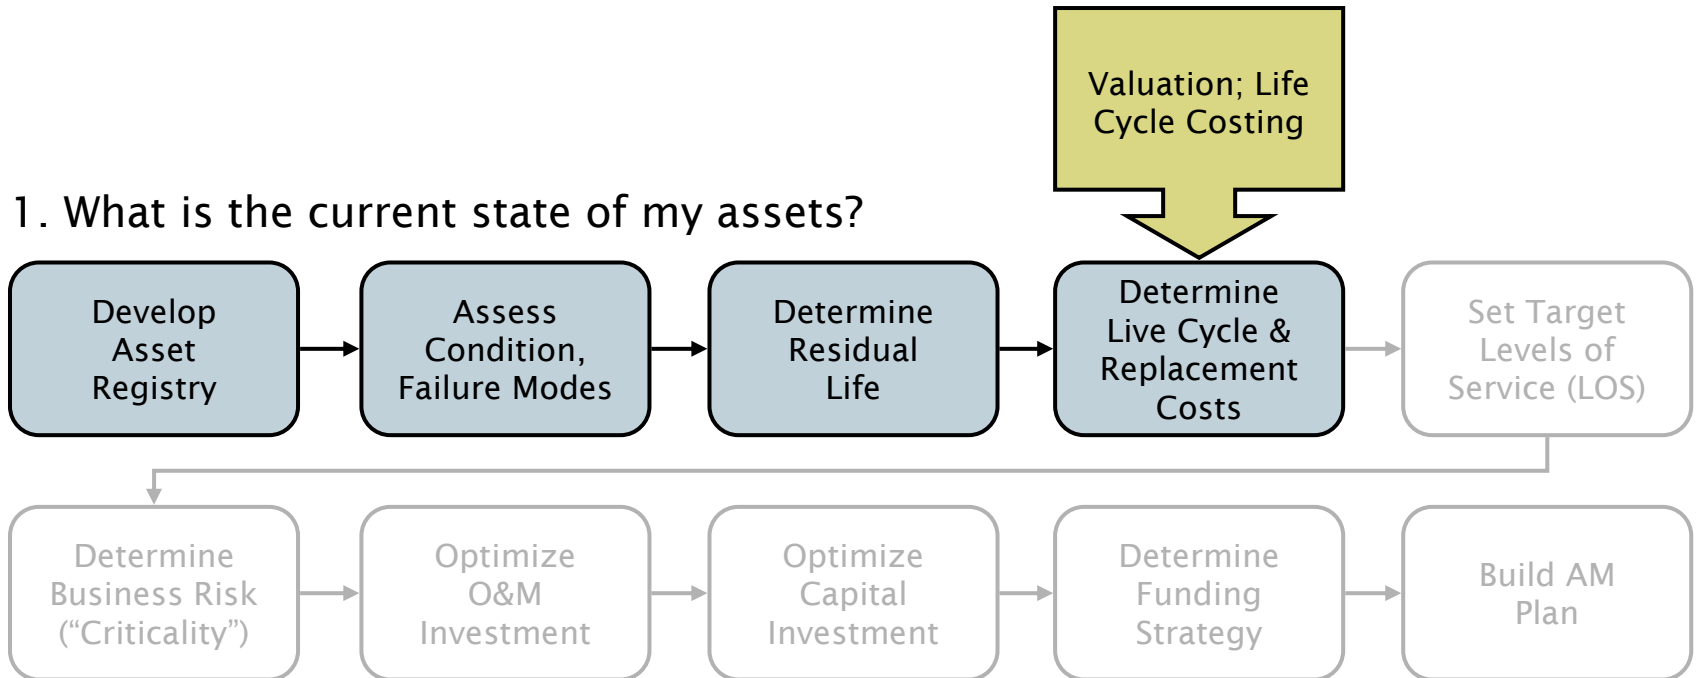 Valuation; Life
Cycle Costing
1. What is the current state of my assets?
Develop
Asset
Registry
Assess
Condition,
Failure Modes
Determine
Residual
Life
Determine
Live Cycle &
Replacement
Costs
Set Target
Levels of
Service (LOS)
Determine
Business Risk
(“Criticality”)
Optimize
O&M
Investment
Optimize
Capital
Investment
Determine
Funding
Strategy
Build AM
Plan